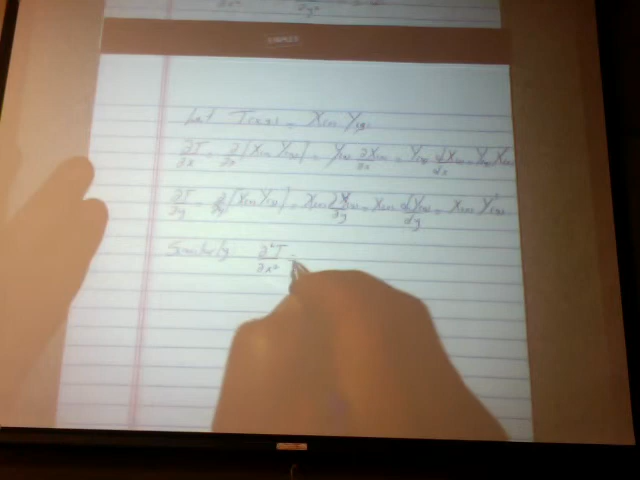 Let T(x,y) = X(x) Y(y)
∂T/∂x = ∂/∂x [X(x) Y(y)] = Y(y) ∂X(x)/∂x = Y(y) dX(x)/dx = Y(y) X'(x)
∂T/∂y = ∂/∂y [X(x) Y(y)] = X(x) ∂Y(y)/∂y = X(x) dY(y)/dy = X(x) Y'(y)
Similarly ∂²T/∂x² =